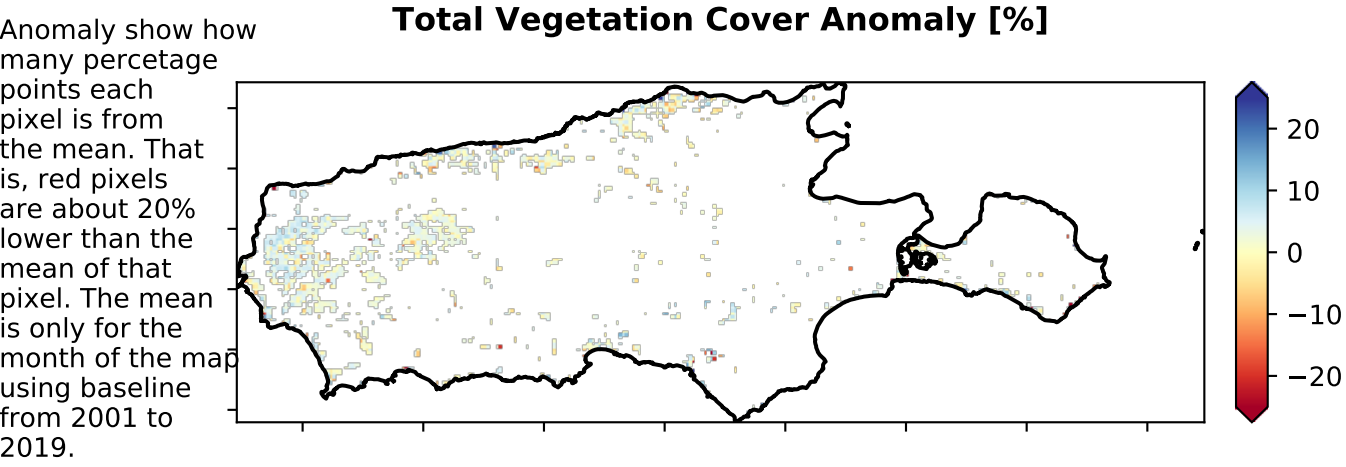 Total Vegetation Cover Anomaly [%]
Anomaly show how
many percetage
points each
pixel is from
the mean. That
is, red pixels
are about 20%
lower than the
mean of that
pixel. The mean
is only for the
month of the map
using baseline
from 2001 to
2019.
20
10
0
−10
−20